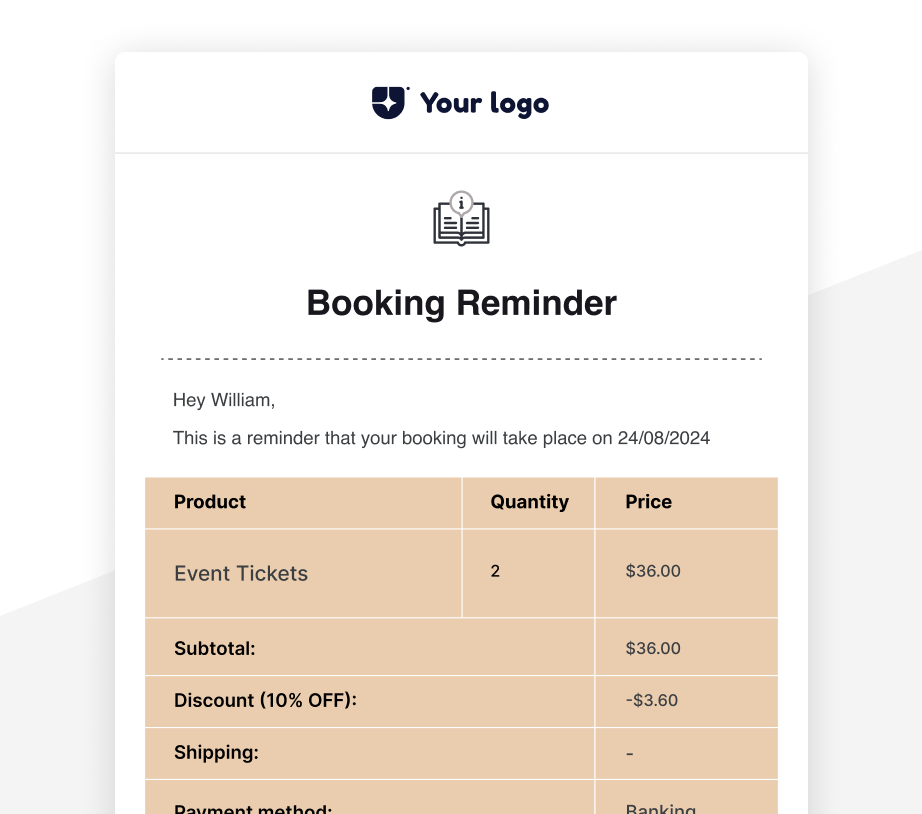 Your logo
i
Booking Reminder
Hey William,
This is a reminder that your booking will take place on 24/08/2024
Product Quantity Price
Event Tickets 2 $36.00
Subtotal: $36.00
Discount (10% OFF): -$3.60
Shipping: -
Payment method: Banking